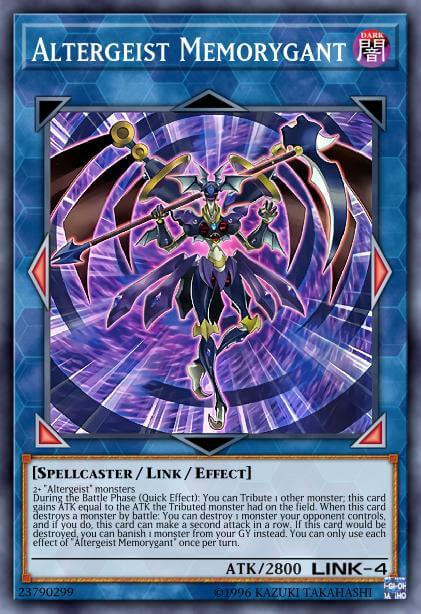 ALTERGEIST MEMORYGANT
DARK
闇
[SPELLCASTER / LINK / EFFECT]
2+ "Altergeist" monsters
During the Battle Phase (Quick Effect): You can Tribute 1 other monster; this card
gains ATK equal to the ATK the Tributed monster had on the field. When this card
destroys a monster by battle: You can destroy 1 monster your opponent controls,
and if you do, this card can make a second attack in a row. If this card would be
destroyed, you can banish 1 monster from your GY instead. You can only use each
effect of "Altergeist Memorygant" once per turn.
ATK/2800 LINK-4
23790299 ©1996 KAZUKI TAKAHASHI